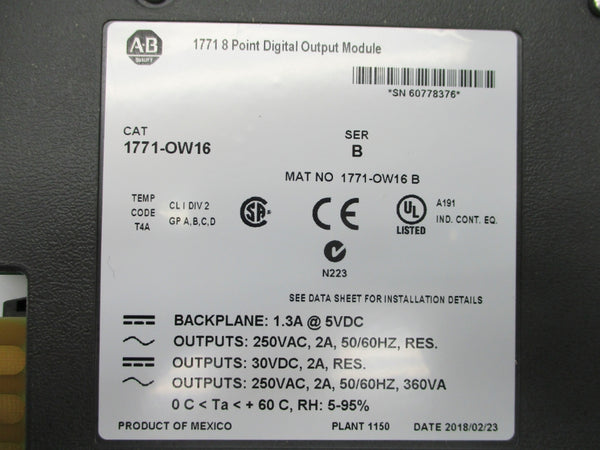 A-B
QUALITY
1771 8 Point Digital Output Module
*SN 60778376*
CAT
1771-OW16
SER
B
MAT NO 1771-OW16 B
TEMP
CODE
T4A
CL I DIV 2
GP A,B,C,D
SA
CE
UL
LISTED
A191
IND. CONT. EQ.
N223
SEE DATA SHEET FOR INSTALLATION DETAILS
BACKPLANE: 1.3A @ 5VDC
OUTPUTS: 250VAC, 2A, 50/60HZ, RES.
OUTPUTS: 30VDC, 2A, RES.
OUTPUTS: 250VAC, 2A, 50/60HZ, 360VA
0 C < Ta < + 60 C, RH: 5-95%
PRODUCT OF MEXICO
PLANT 1150
DATE 2018/02/23